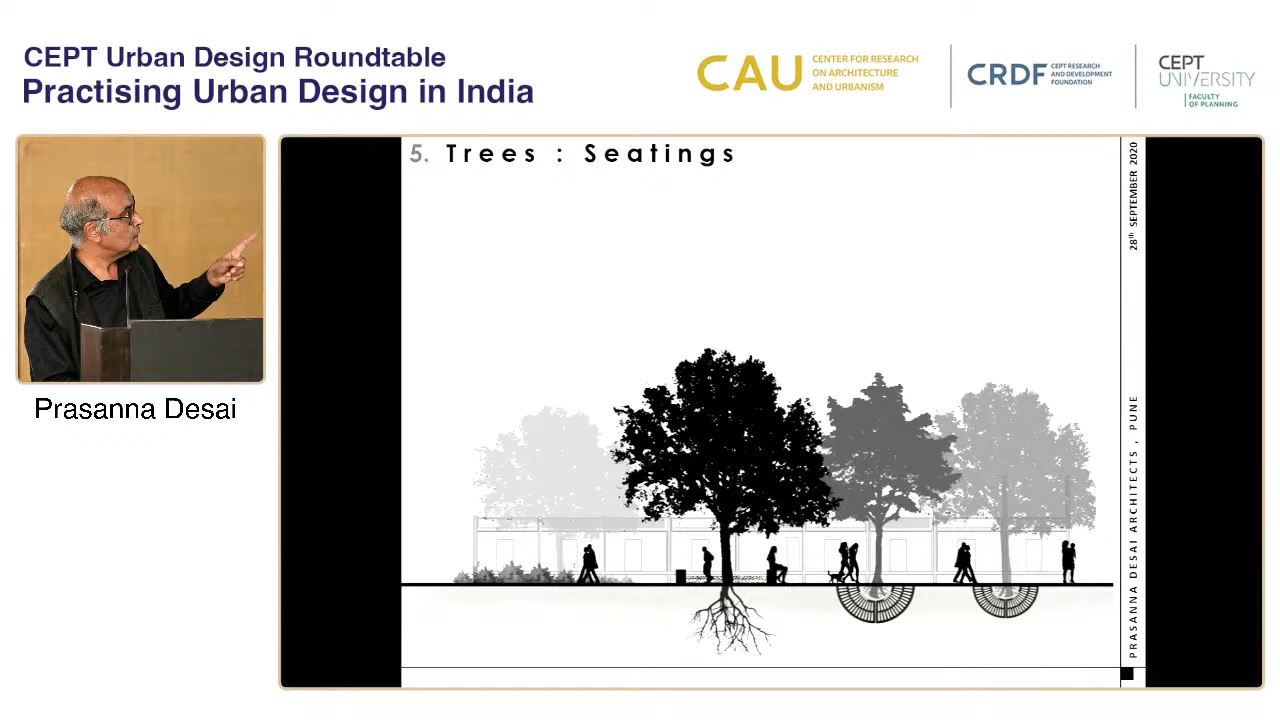 CEPT Urban Design Roundtable
Practising Urban Design in India
CAU
CENTER FOR RESEARCH
ON ARCHITECTURE
AND URBANISM
CRDF
CEPT RESEARCH
AND DEVELOPMENT
FOUNDATION
CEPT
UNIVERSITY
FACULTY
OF PLANNING
Prasanna Desai
5. Trees : Seatings
28th SEPTEMBER 2020
PRASANNA DESAI ARCHITECTS , PUNE